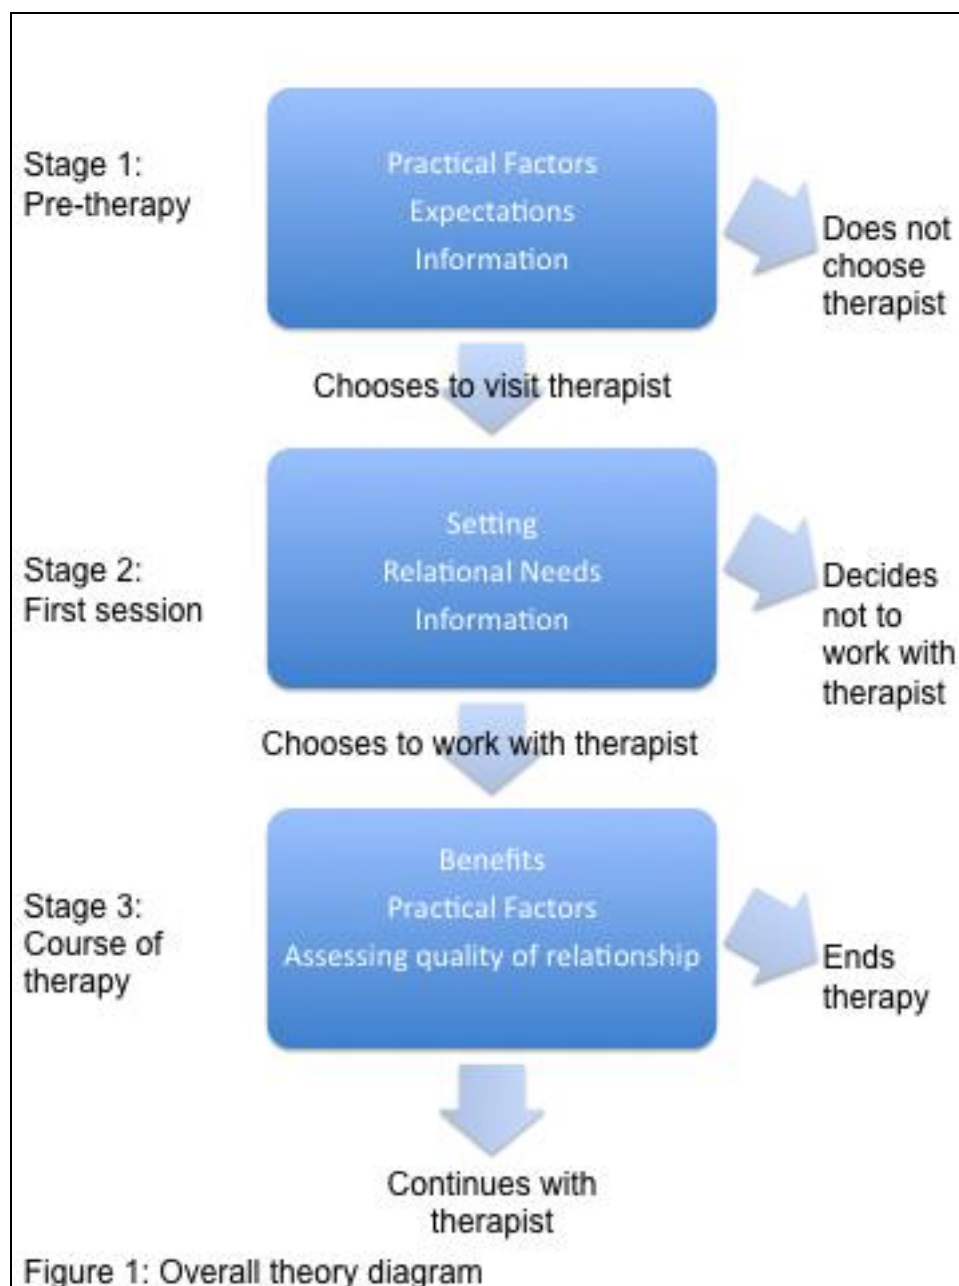 Stage 1:
Pre-therapy
Practical Factors
Expectations
Information
Does not
choose
therapist
Chooses to visit therapist
Stage 2:
First session
Setting
Relational Needs
Information
Decides
not to
work with
therapist
Chooses to work with therapist
Stage 3:
Course of
therapy
Benefits
Practical Factors
Assessing quality of relationship
Ends
therapy
Continues with
therapist
Figure 1: Overall theory diagram